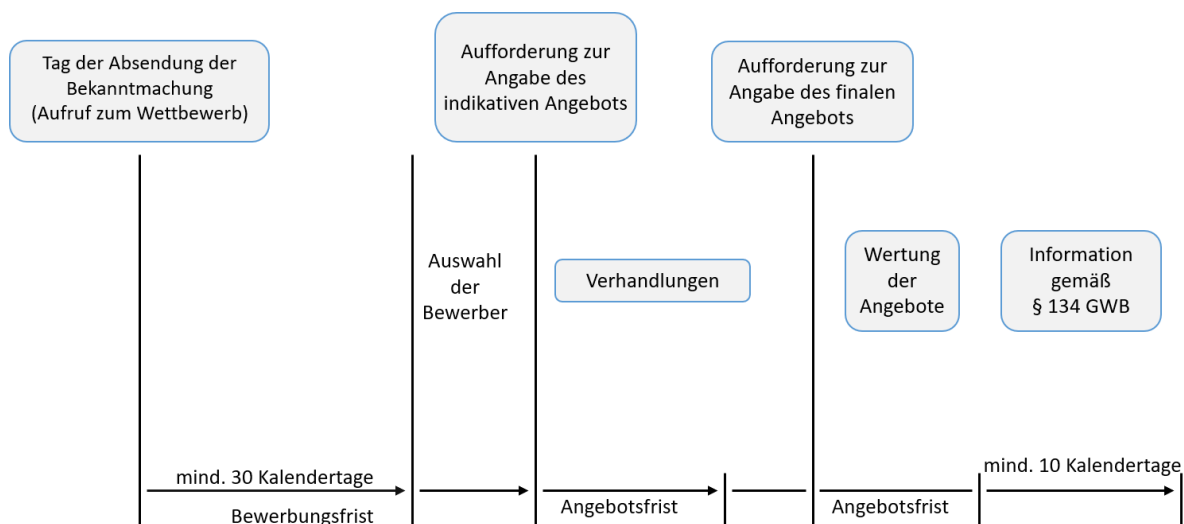 Tag der Absendung der
Bekanntmachung
(Aufruf zum Wettbewerb)
Aufforderung zur
Angabe des
indikativen Angebots
Aufforderung zur
Angabe des finalen
Angebots
Auswahl
der
Bewerber
Verhandlungen
Wertung
der
Angebote
Information
gemäß
§ 134 GWB
mind. 30 Kalendertage
Bewerbungsfrist
Angebotsfrist
Angebotsfrist
mind. 10 Kalendertage